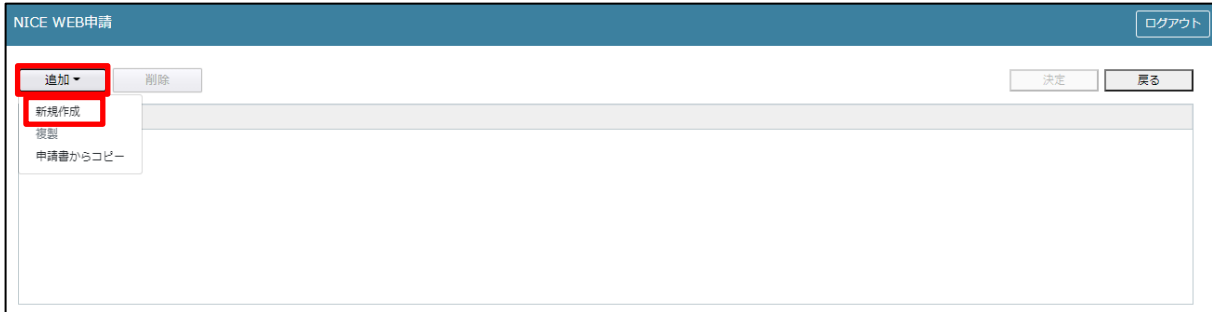 NICE WEB申請
ログアウト
追加
削除
決定
戻る
新規作成
複製
申請書からコピー